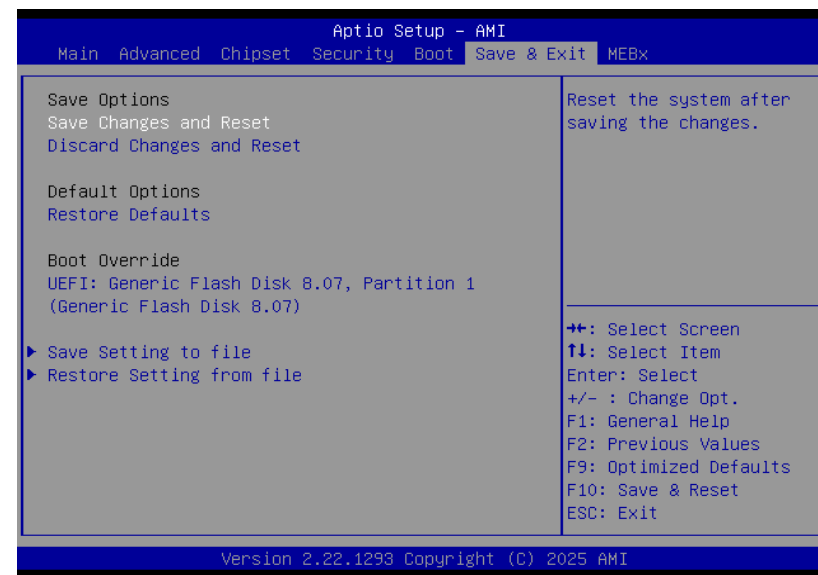 Aptio Setup – AMI
Main Advanced Chipset Security Boot Save & Exit MEBx
Save Options
Save Changes and Reset
Discard Changes and Reset
Default Options
Restore Defaults
Boot Override
UEFI: Generic Flash Disk 8.07, Partition 1
(Generic Flash Disk 8.07)
Save Setting to file
Restore Setting from file
Reset the system after
saving the changes.
→←: Select Screen
↑↓: Select Item
Enter: Select
+/- : Change Opt.
F1: General Help
F2: Previous Values
F9: Optimized Defaults
F10: Save & Reset
ESC: Exit
Version 2.22.1293 Copyright (C) 2025 AMI